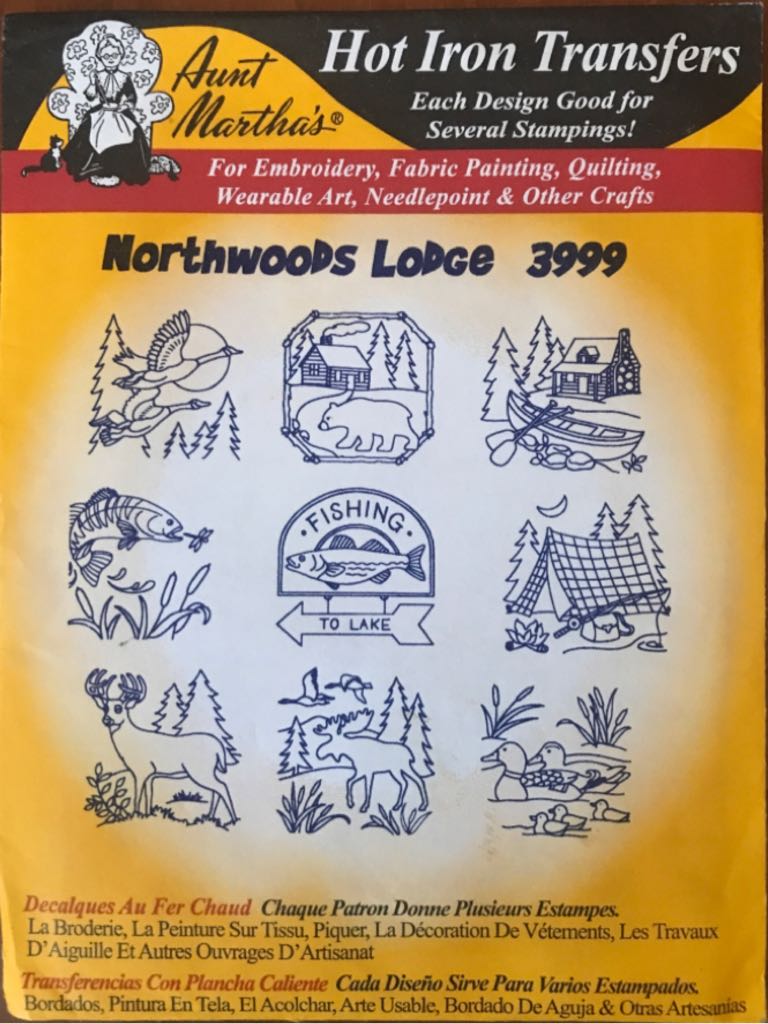 Aunt
Martha's®
Hot Iron Transfers
Each Design Good for
Several Stampings!
For Embroidery, Fabric Painting, Quilting,
Wearable Art, Needlepoint & Other Crafts
Northwoods Lodge 3999
·FISHING·
TO LAKE
Decalques Au Fer Chaud Chaque Patron Donne Plusieurs Estampes.
La Broderie, La Peinture Sur Tissu, Piquer, La Décoration De Vétements, Les Travaux
D'Aiguille Et Autres Ouvrages D'Artisanat
Transferencias Con Plancha Caliente Cada Diseño Sirve Para Varios Estampados.
Bordados, Pintura En Tela, El Acolchar, Arte Usable, Bordado De Aguja & Otras Artesanías